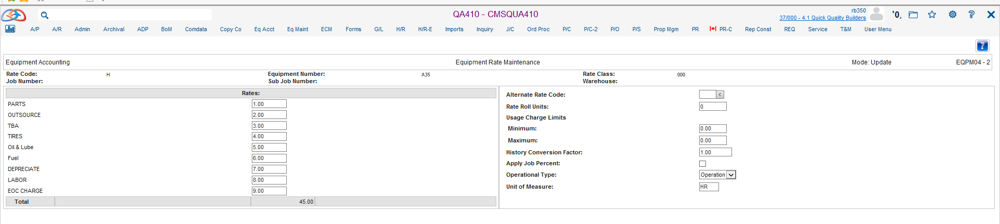 QA410 - CMSQUA410
rb350
37/000 - 4.1 Quick Quality Builders
A/P A/R Admin Archival ADP BoM Comdata Copy Co Eq Acct Eq Maint ECM Forms G/L H/R H/R-E Imports Inquiry J/C Ord Proc P/C P/C-2 P/O P/S Prop Mgm PR PR-C Rep Const REQ Service T&M User Menu
Equipment Accounting Equipment Rate Maintenance Mode: Update EQPM04 - 2
Rate Code: H Equipment Number: A35 Rate Class: 000
Job Number: Sub Job Number: Warehouse:
Rates:
PARTS 1.00
OUTSOURCE 2.00
TBA 3.00
TIRES 4.00
Oil & Lube 5.00
Fuel 6.00
DEPRECIATE 7.00
LABOR 8.00
EOC CHARGE 9.00
Total 45.00
Alternate Rate Code:
Rate Roll Units: 0
Usage Charge Limits
Minimum: 0.00
Maximum: 0.00
History Conversion Factor: 1.00
Apply Job Percent:
Operational Type: Operation
Unit of Measure: HR